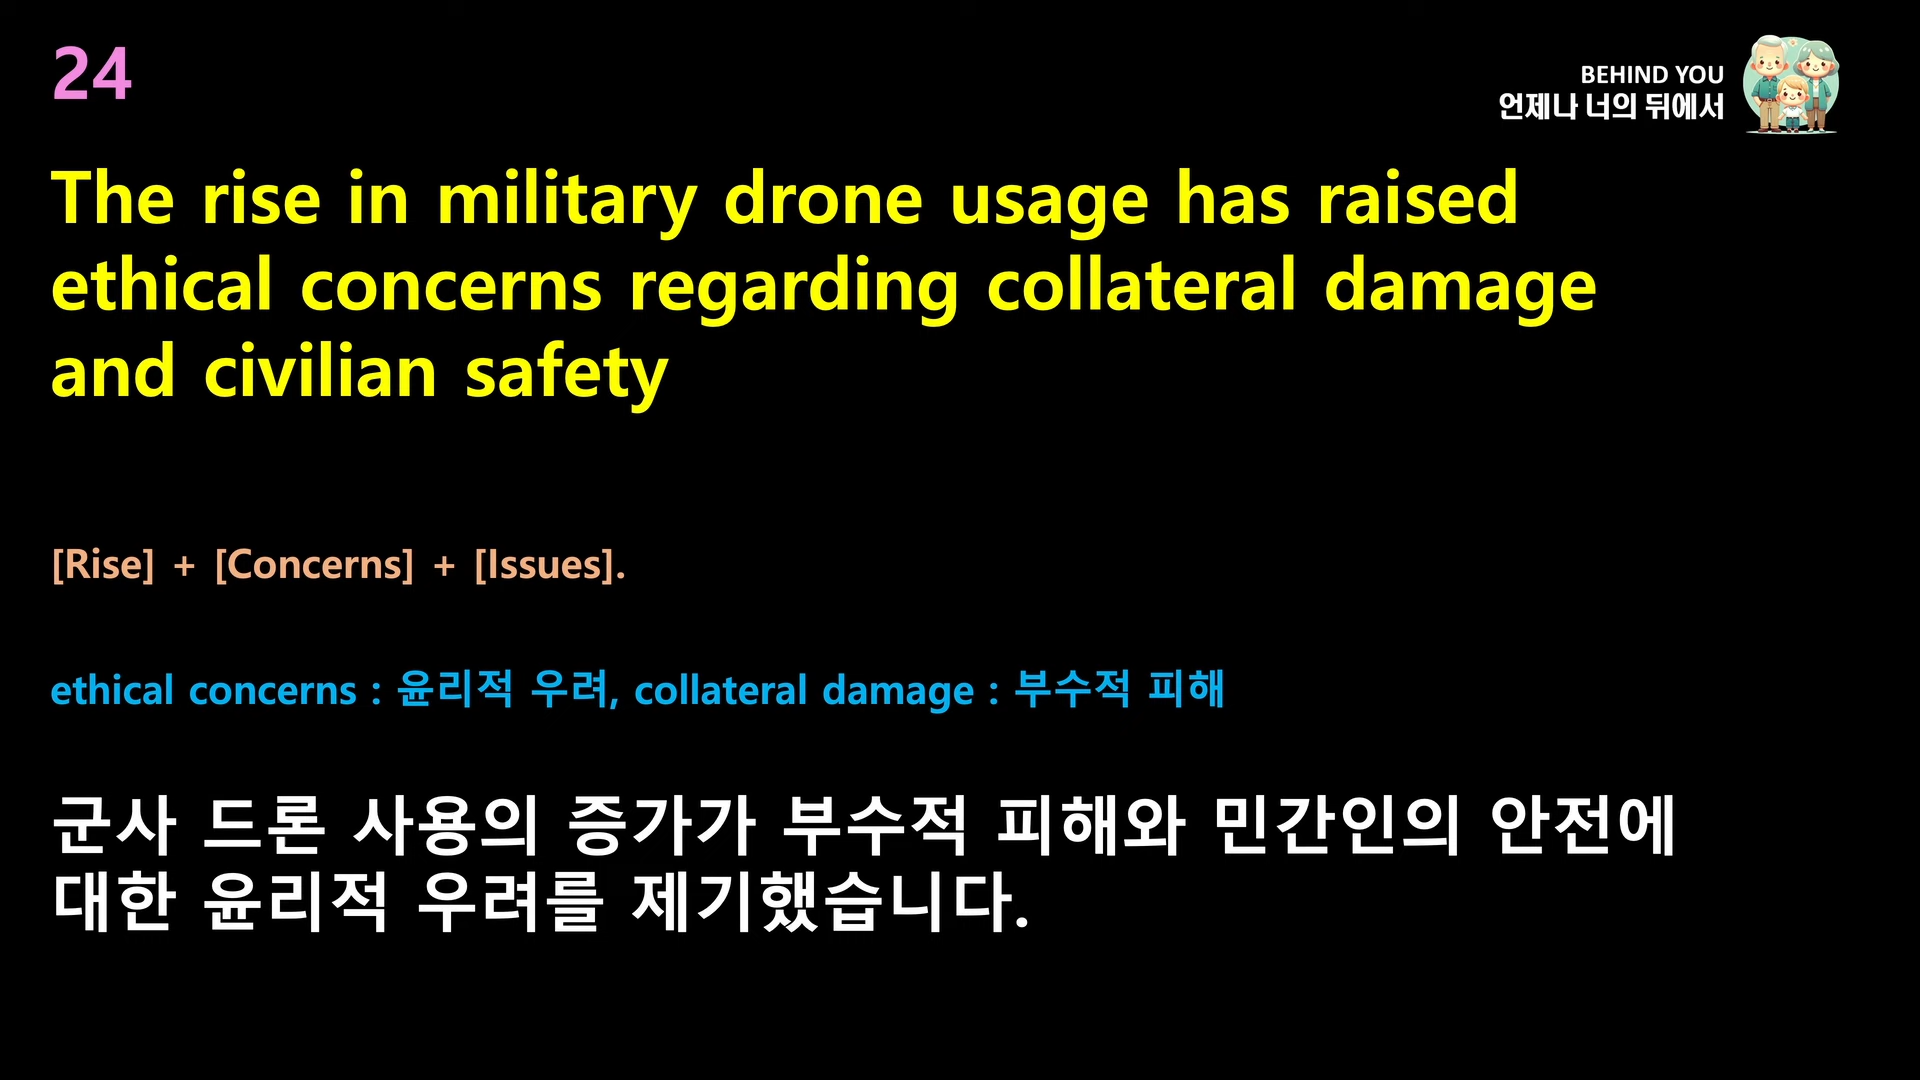 24
BEHIND YOU
언제나 너의 뒤에서
The rise in military drone usage has raised
ethical concerns regarding collateral damage
and civilian safety
[Rise] + [Concerns] + [Issues].
ethical concerns : 윤리적 우려, collateral damage : 부수적 피해
군사 드론 사용의 증가가 부수적 피해와 민간인의 안전에
대한 윤리적 우려를 제기했습니다.